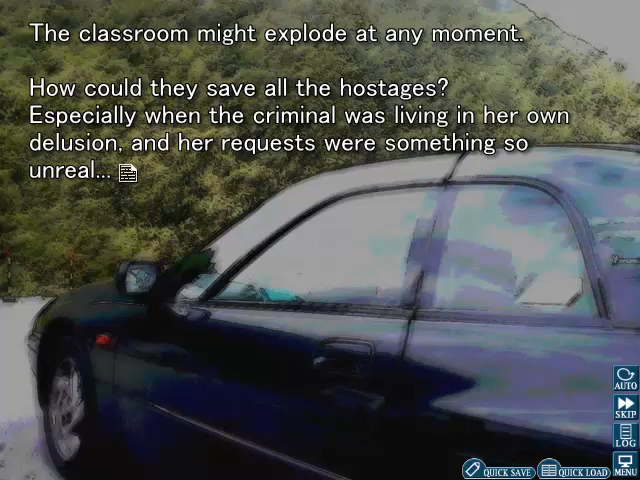 The classroom might explode at any moment.
How could they save all the hostages?
Especially when the criminal was living in her own
delusion, and her requests were something so
unreal...
AUTO
SKIP
LOG
QUICK SAVE
QUICK LOAD
MENU